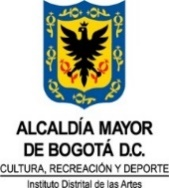 ALCALDÍA MAYOR
DE BOGOTÁ D.C.
CULTURA, RECREACIÓN Y DEPORTE
Instituto Distrital de las Artes